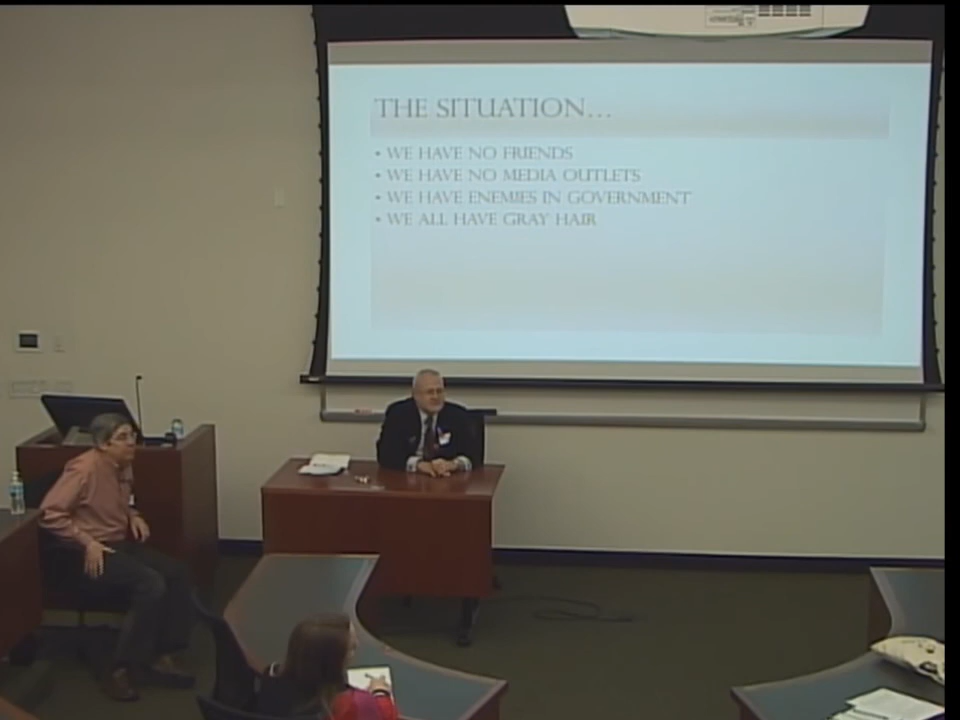 THE SITUATION...
• WE HAVE NO FRIENDS
• WE HAVE NO MEDIA OUTLETS
• WE HAVE ENEMIES IN GOVERNMENT
• WE ALL HAVE GRAY HAIR